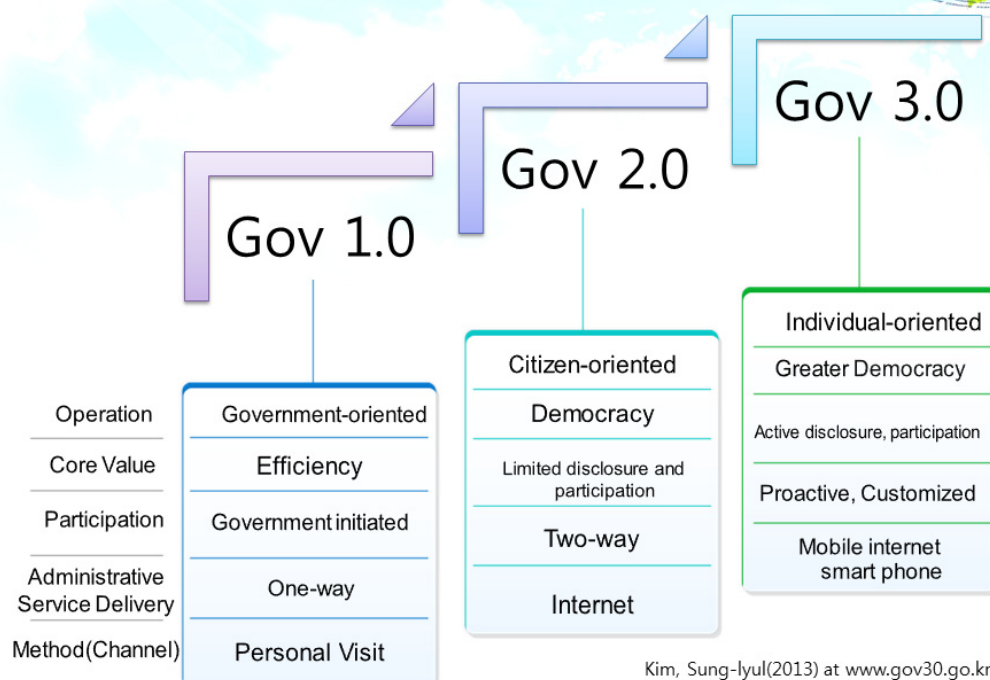 Gov 3.0
Gov 2.0
Gov 1.0
Operation
Core Value
Participation
Administrative
Service Delivery
Method(Channel)
Government-oriented
Efficiency
Government initiated
One-way
Personal Visit
Citizen-oriented
Democracy
Limited disclosure and
participation
Two-way
Internet
Individual-oriented
Greater Democracy
Active disclosure, participation
Proactive, Customized
Mobile internet
smart phone
Kim, Sung-lyul(2013) at www.gov30.go.kr